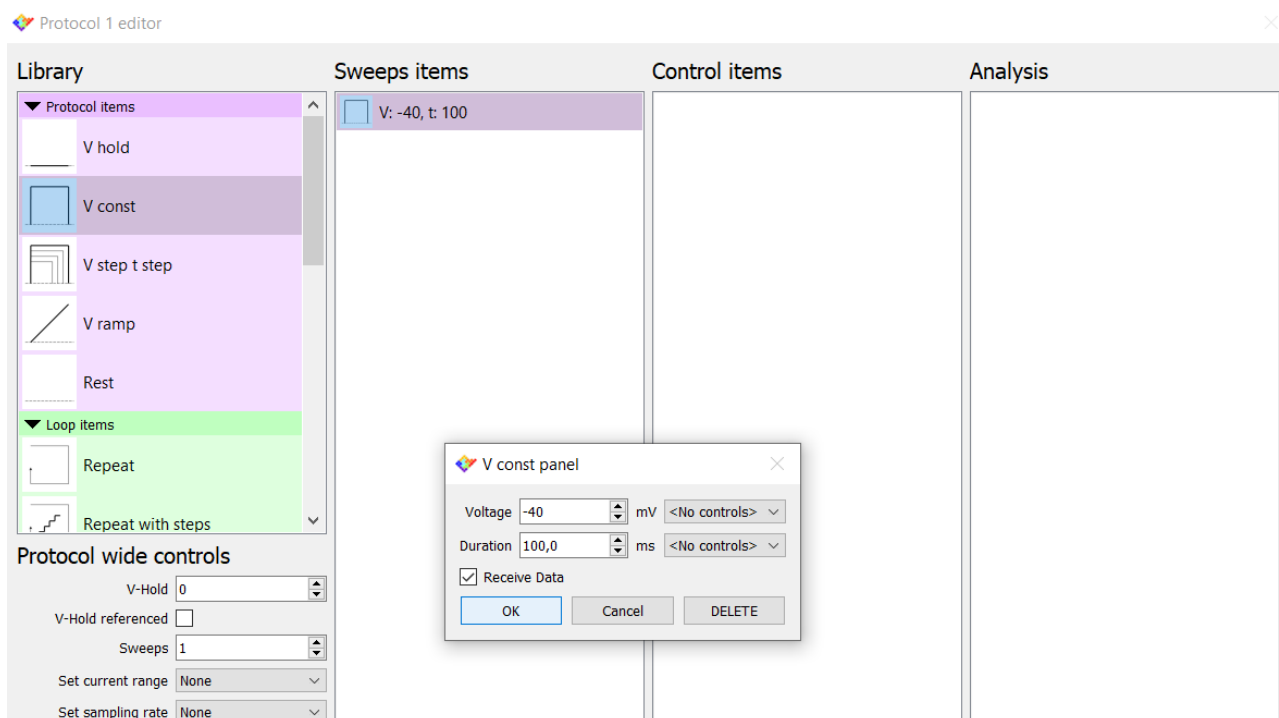 Protocol 1 editor
Library
Sweeps items
Control items
Analysis
Protocol items
V hold
V const
V step t step
V ramp
Rest
Loop items
Repeat
Repeat with steps
V: -40, t: 100
Protocol wide controls
V-Hold 0
V-Hold referenced
Sweeps 1
Set current range None
Set sampling rate None
V const panel
Voltage -40 mV <No controls>
Duration 100,0 ms <No controls>
Receive Data
OK Cancel DELETE